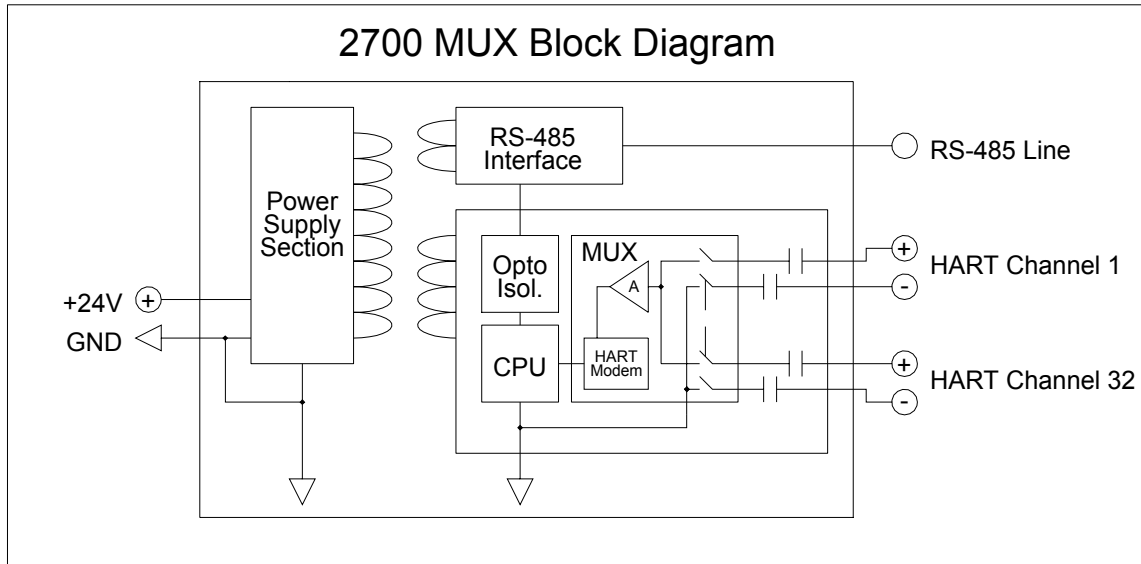 2700 MUX Block Diagram
RS-485
Interface
RS-485 Line
Power
Supply
Section
Opto
Isol.
MUX
A
+
HART Channel 1
-
+24V
+
GND
CPU
HART
Modem
+
HART Channel 32
-